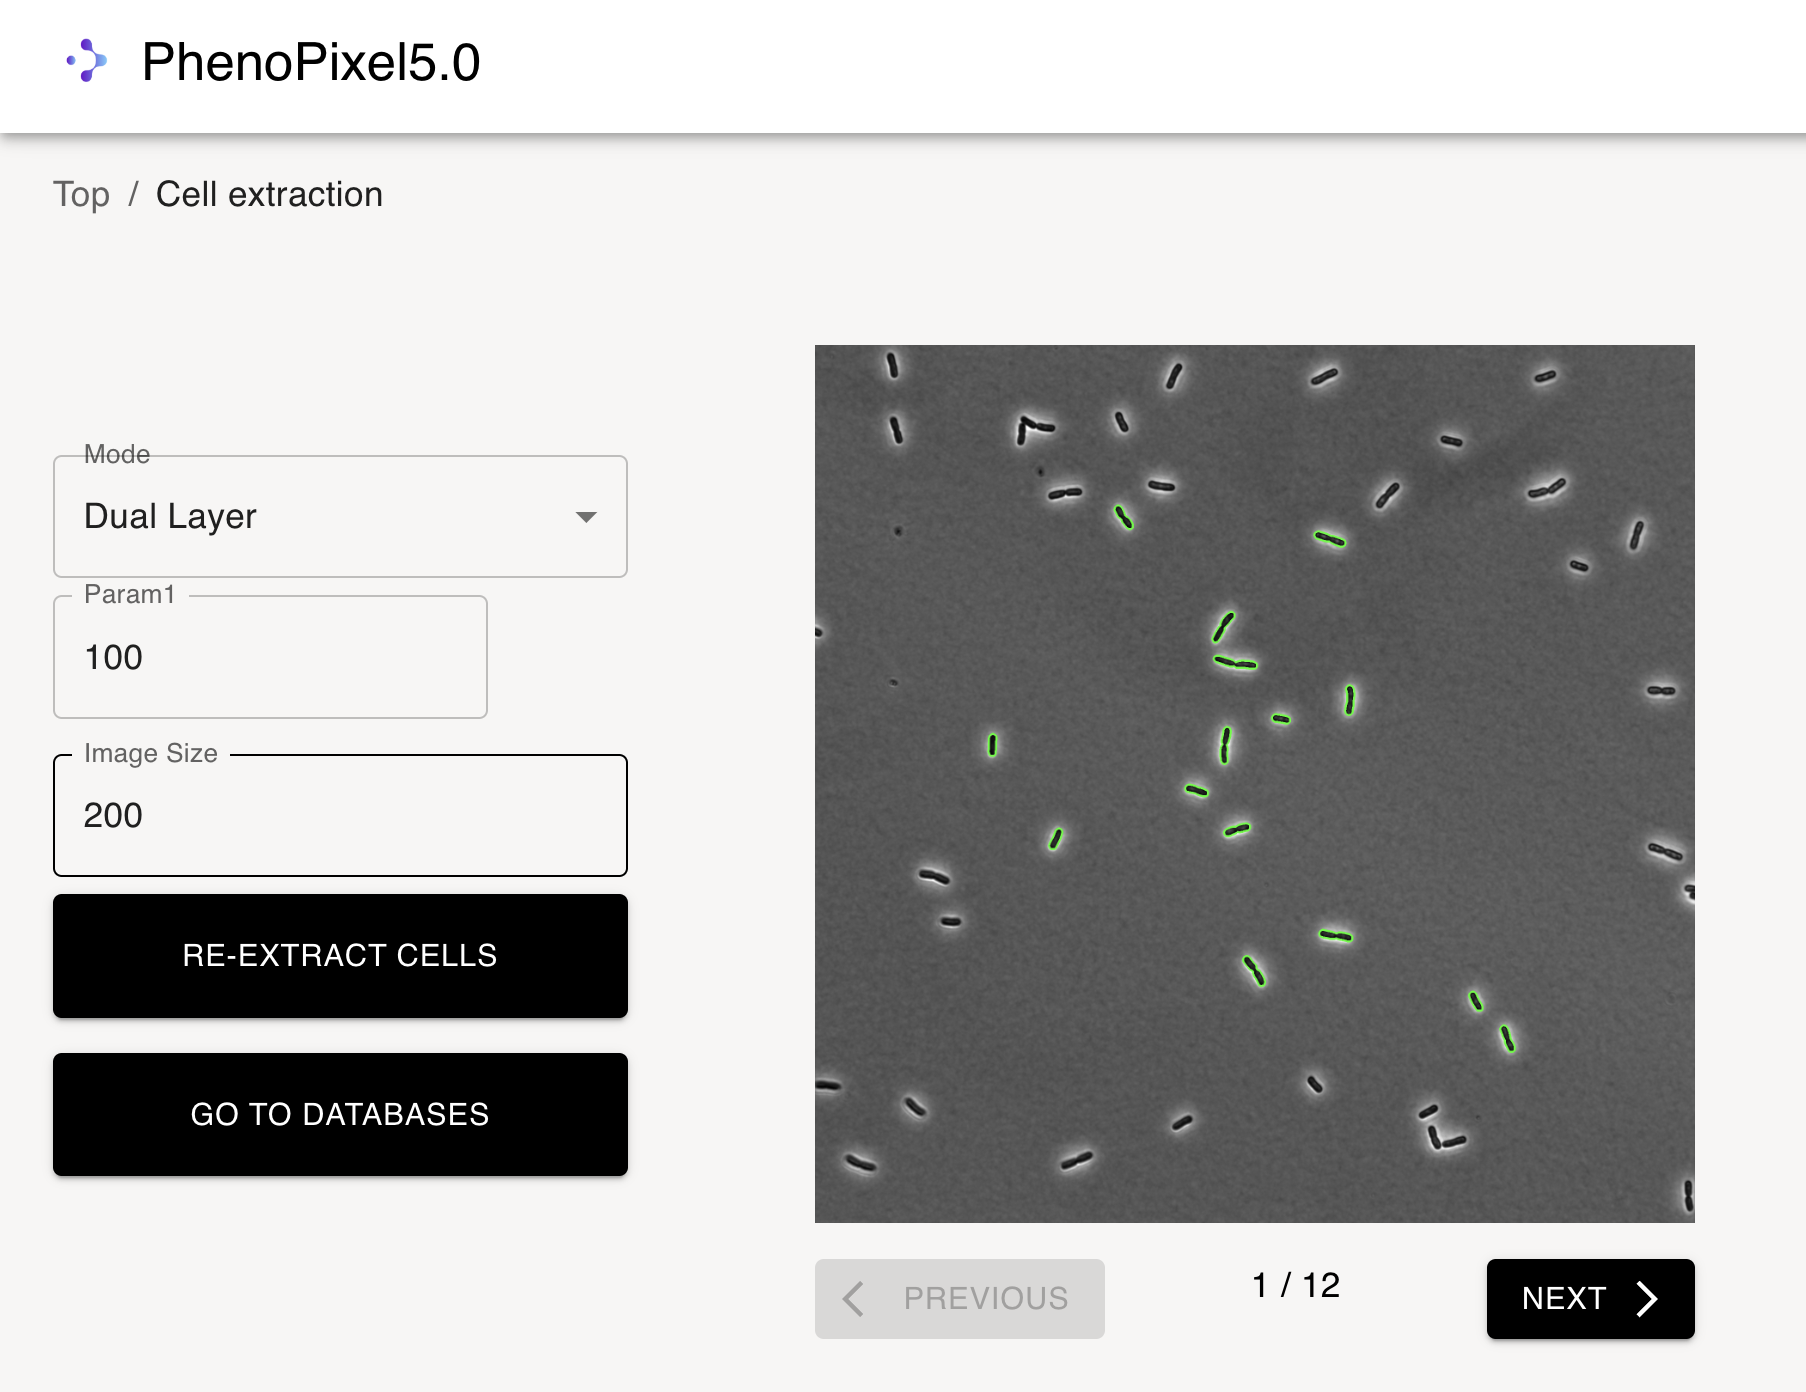 PhenoPixel5.0
Top / Cell extraction
Mode
Dual Layer
Param1
100
Image Size
200
RE-EXTRACT CELLS
GO TO DATABASES
PREVIOUS
1 / 12
NEXT